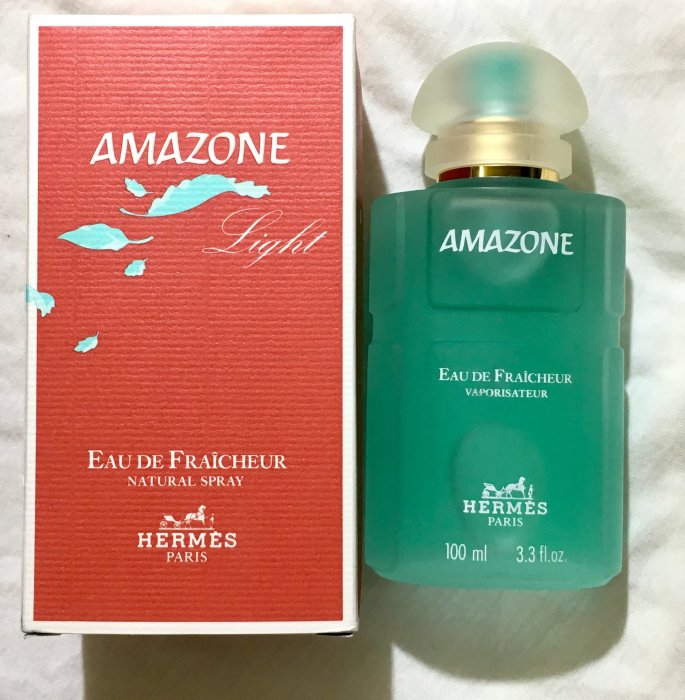 AMAZONE
Light
EAU DE FRAÎCHEUR
NATURAL SPRAY
HERMÈS
PARIS
AMAZONE
EAU DE FRAÎCHEUR
VAPORISATEUR
HERMÈS
PARIS
100 ml 3.3 fl.oz.